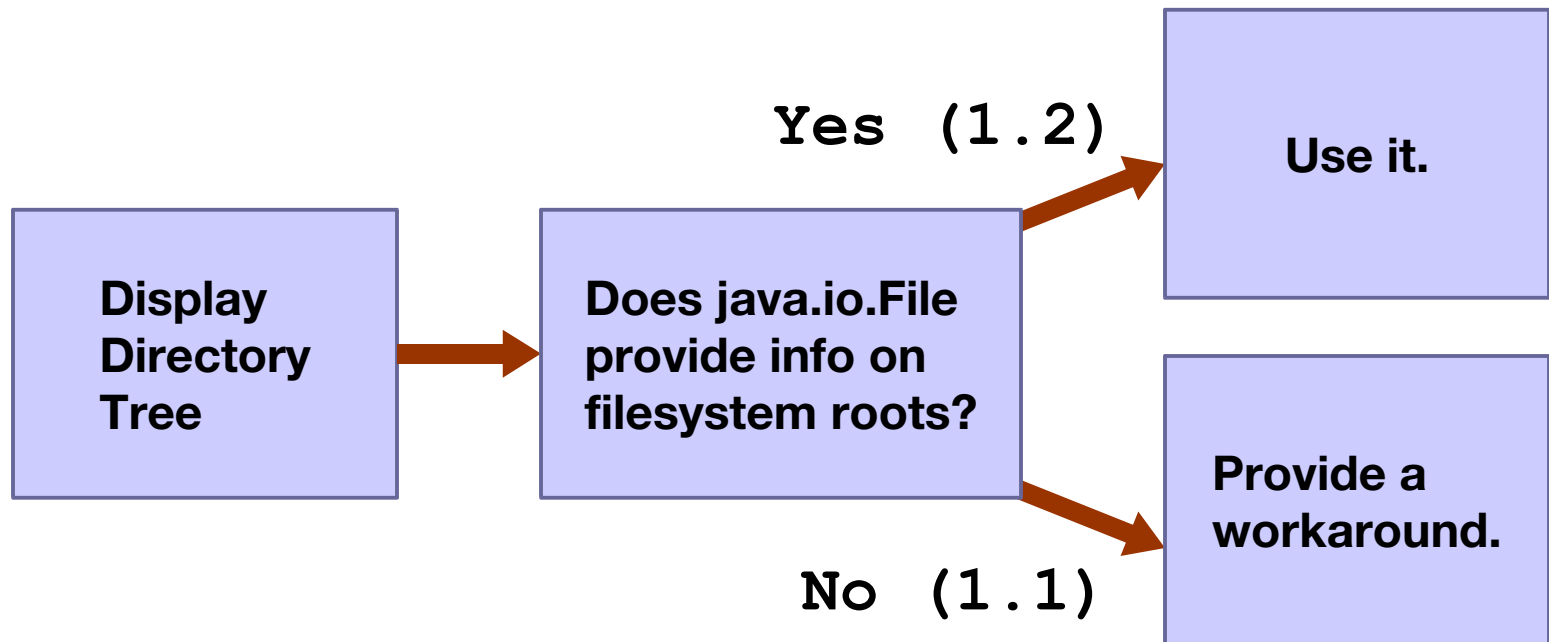 Display
Directory
Tree
Does java.io.File
provide info on
filesystem roots?
Yes (1.2)
Use it.
No (1.1)
Provide a
workaround.